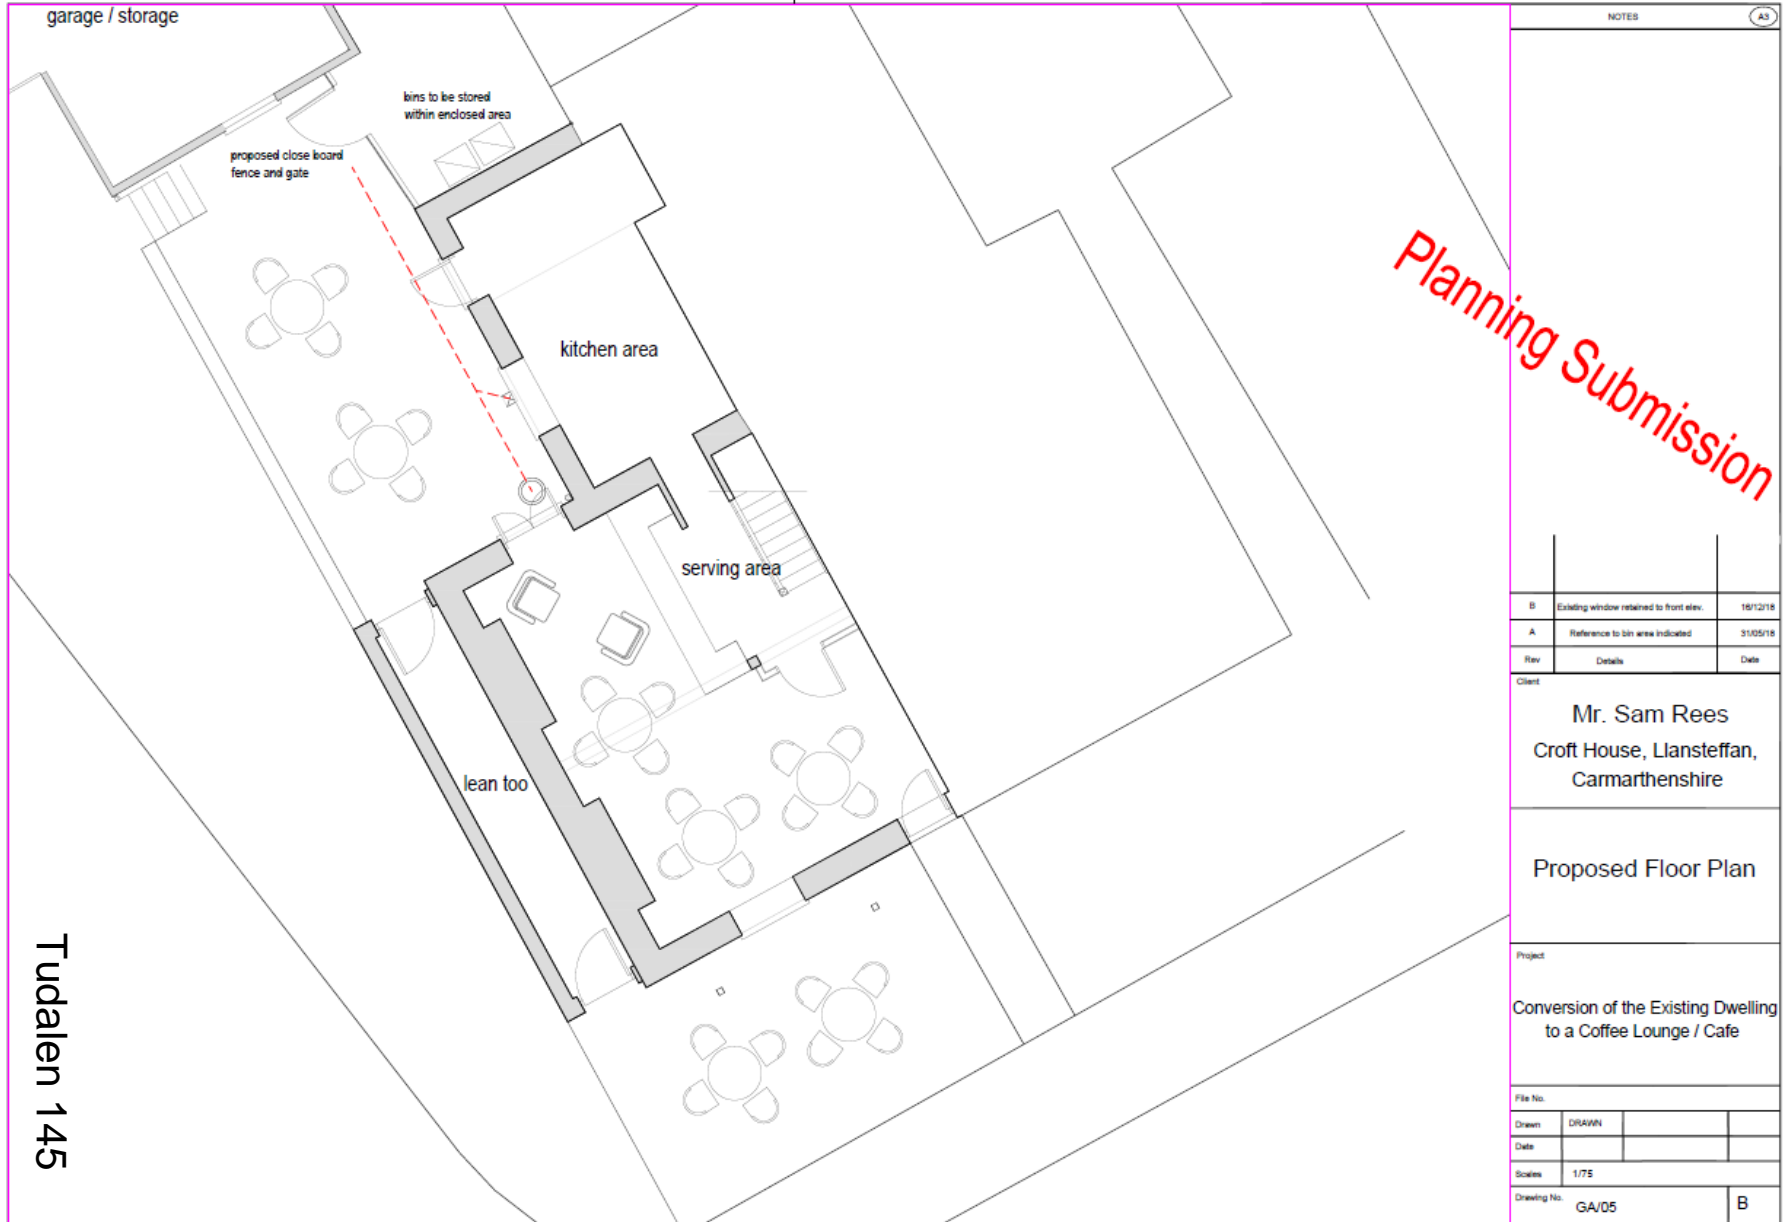 garage / storage
bins to be stored
within enclosed area
proposed close board
fence and gate
kitchen area
serving area
lean too
Tudalen 145
Planning Submission
NOTES
A3
B Existing window retained to front elev. 16/12/18
A Reference to bin area indicated 31/05/18
Rev Details Date
Client
Mr. Sam Rees
Croft House, Llansteffan,
Carmarthenshire
Proposed Floor Plan
Project
Conversion of the Existing Dwelling
to a Coffee Lounge / Cafe
File No.
Drawn DRAWN
Date
Scales 1/75
Drawing No. GA/05 B